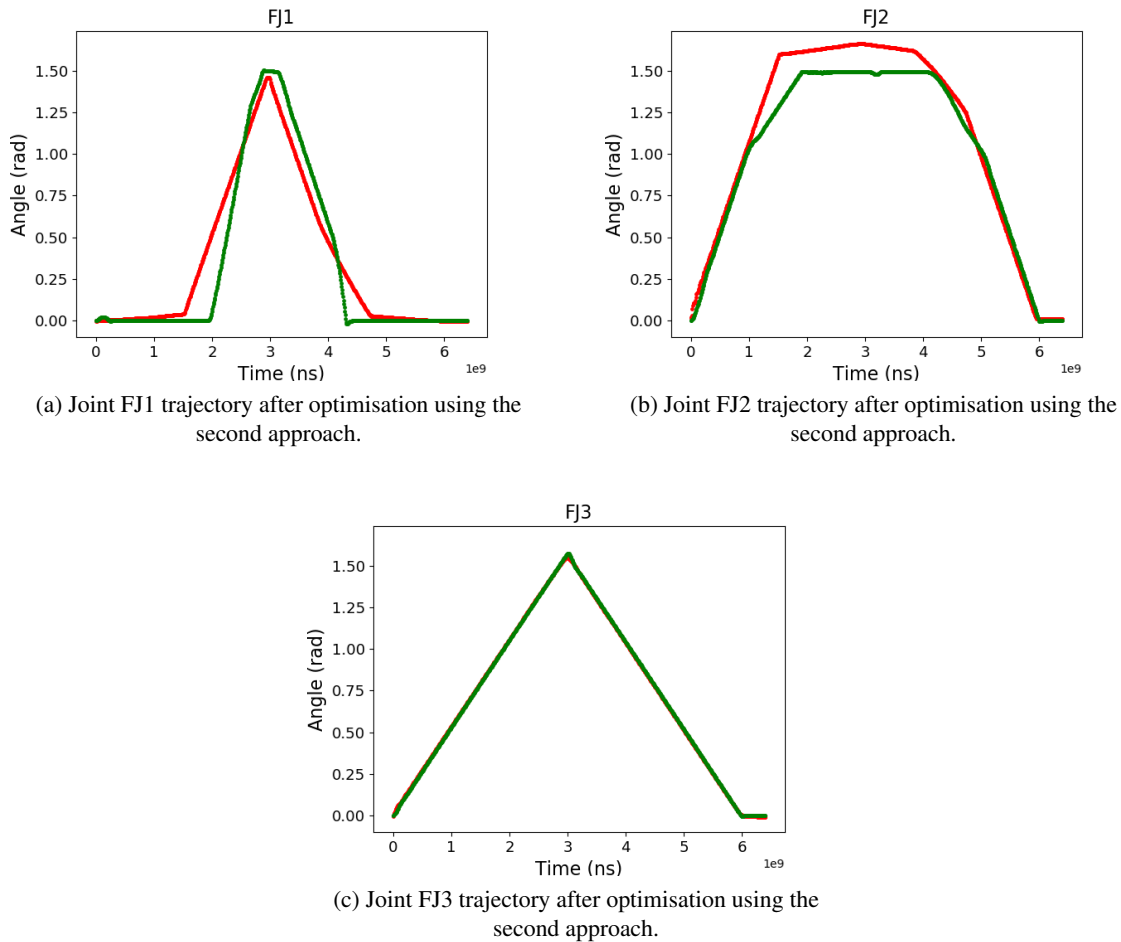 FJ1
1.50
1.25
1.00
0.75
0.50
0.25
0.00
Angle (rad)
0 1 2 3 4 5 6
1e9
Time (ns)
(a) Joint FJ1 trajectory after optimisation using the
second approach.
FJ2
1.50
1.25
1.00
0.75
0.50
0.25
0.00
Angle (rad)
0 1 2 3 4 5 6
1e9
Time (ns)
(b) Joint FJ2 trajectory after optimisation using the
second approach.
FJ3
1.50
1.25
1.00
0.75
0.50
0.25
0.00
Angle (rad)
0 1 2 3 4 5 6
1e9
Time (ns)
(c) Joint FJ3 trajectory after optimisation using the
second approach.